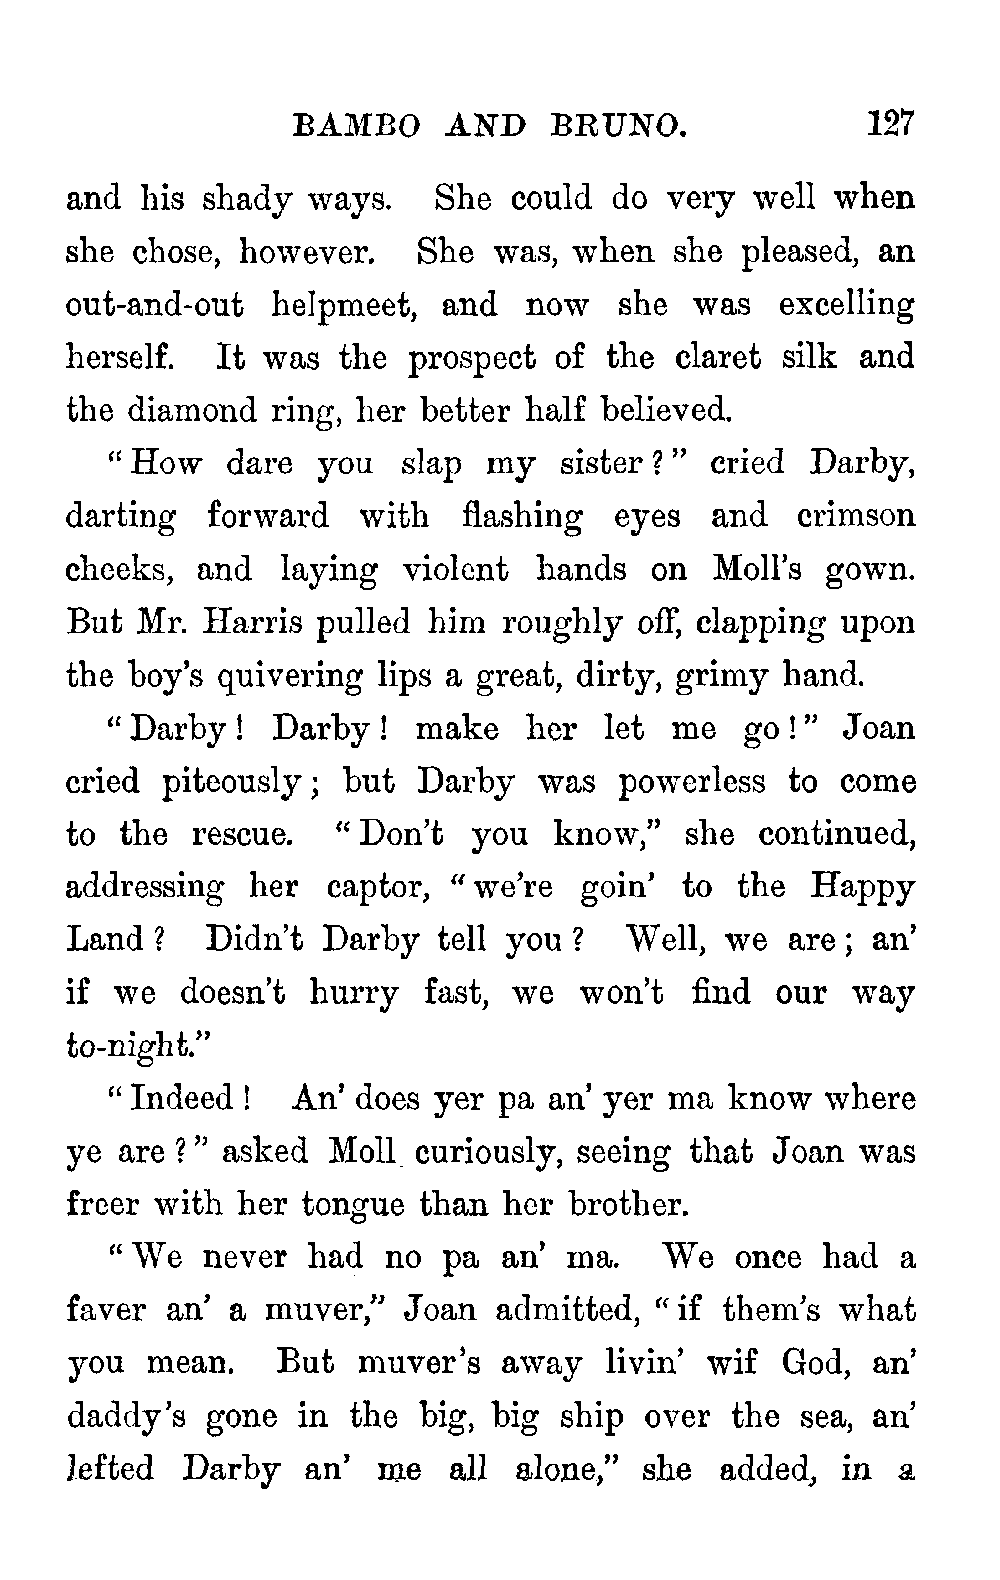 BAMBO AND BRUNO. 127
and his shady ways. She could do very well when
she chose, however. She was, when she pleased, an
out-and-out helpmeet, and now she was excelling
herself. It was the prospect of the claret silk and
the diamond ring, her better half believed.
“How dare you slap my sister?” cried Darby,
darting forward with flashing eyes and crimson
cheeks, and laying violent hands on Moll’s gown.
But Mr. Harris pulled him roughly off, clapping upon
the boy’s quivering lips a great, dirty, grimy hand.
“Darby! Darby! make her let me go!” Joan
cried piteously; but Darby was powerless to come
to the rescue. “Don’t you know,” she continued,
addressing her captor, “we’re goin’ to the Happy
Land? Didn’t Darby tell you? Well, we are; an’
if we doesn’t hurry fast, we won’t find our way
to-night.”
“Indeed! An’ does yer pa an’ yer ma know where
ye are?” asked Moll curiously, seeing that Joan was
freer with her tongue than her brother.
“We never had no pa an’ ma. We once had a
faver an’ a muver,” Joan admitted, “if them’s what
you mean. But muver’s away livin’ wif God, an’
daddy’s gone in the big, big ship over the sea, an’
lefted Darby an’ me all alone,” she added, in a